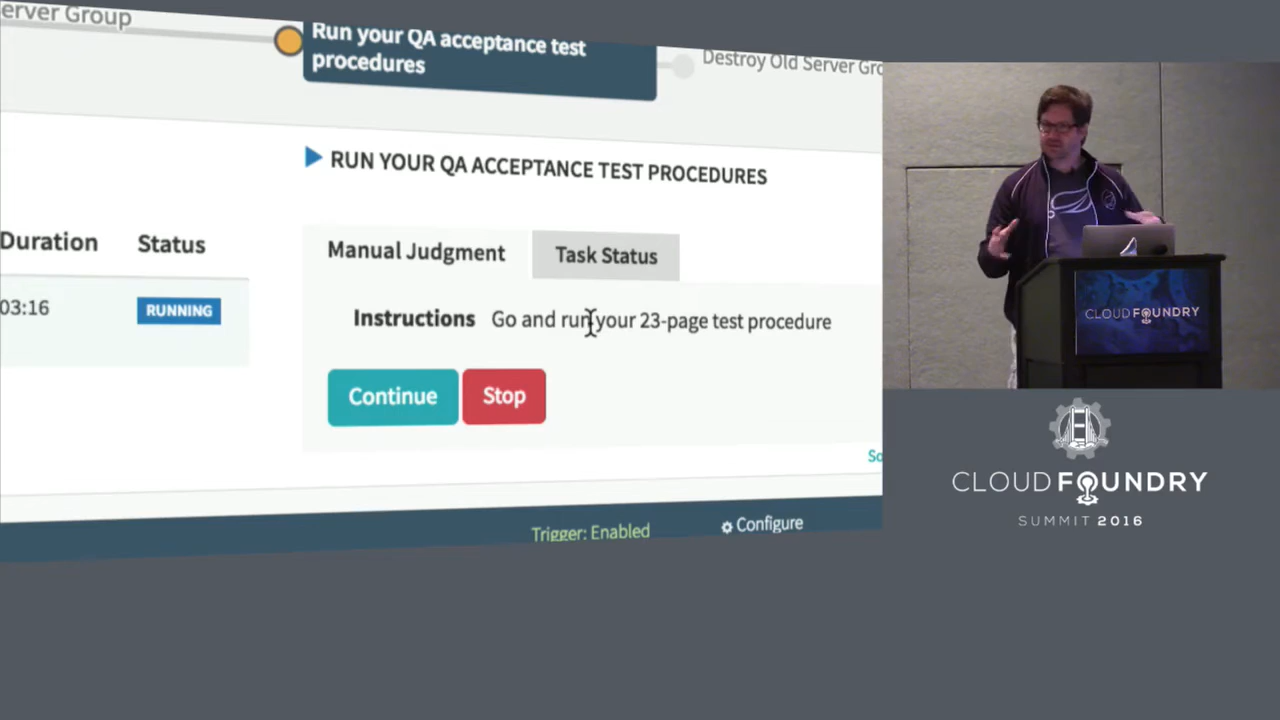 erver Group
Run your QA acceptance test
procedures
Destroy Old Server Gro
RUN YOUR QA ACCEPTANCE TEST PROCEDURES
Duration
Status
Manual Judgment
Task Status
03:16
RUNNING
Instructions
Go and run your 23-page test procedure
Continue
Stop
So
Trigger: Enabled
Configure
CLOUD FOUNDRY
CLOUD FOUNDRY
SUMMIT 2016